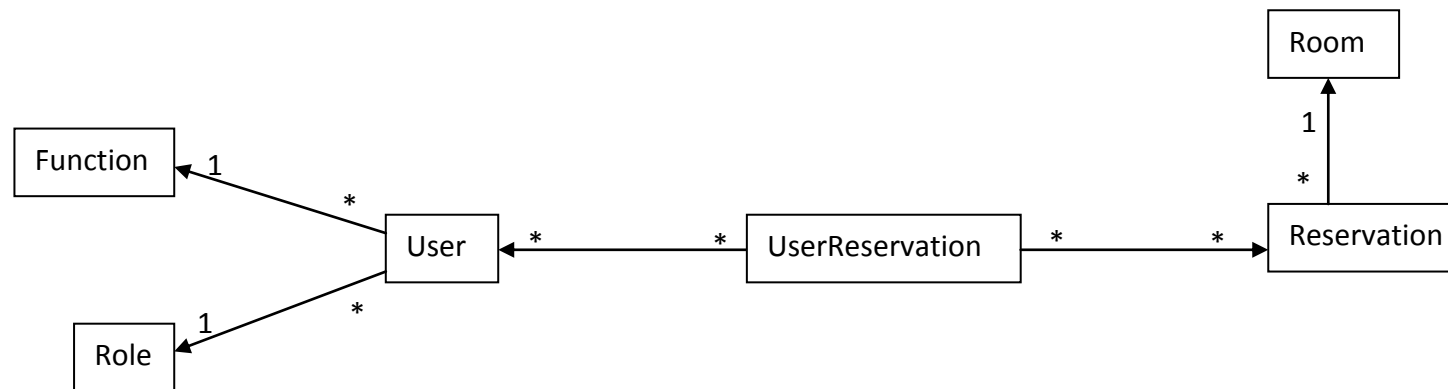 Room
1
*
Function
1
*
User
*
*
UserReservation
*
*
Reservation
1
*
Role